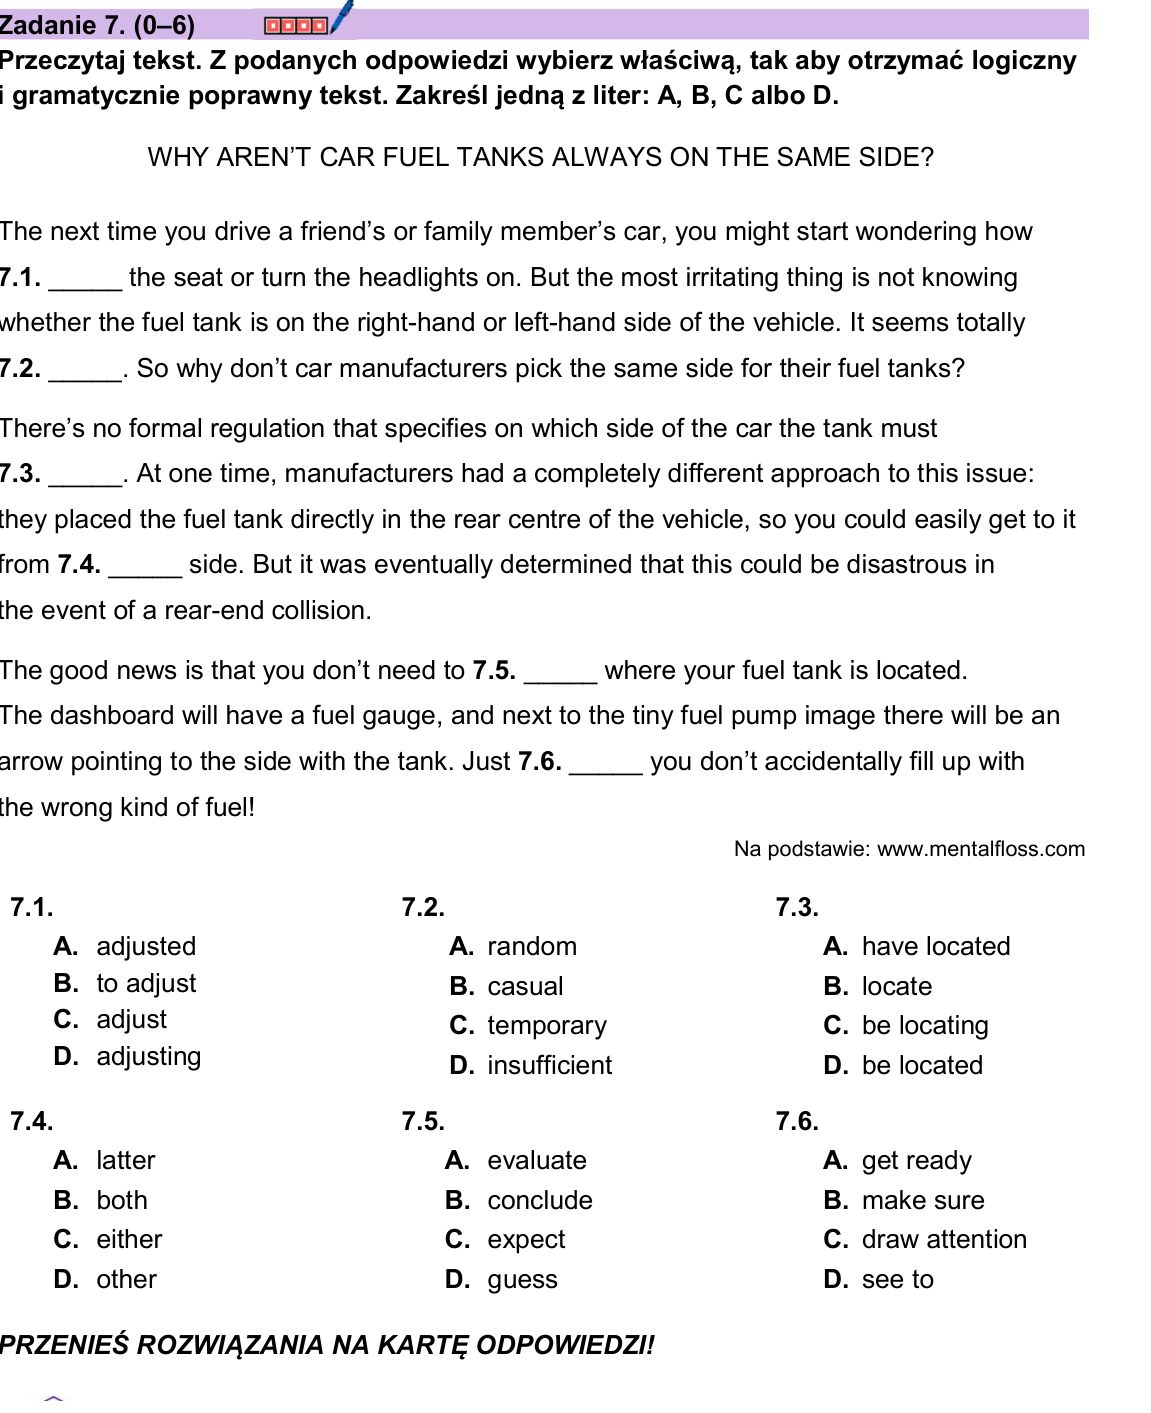 Zadanie 7. (0–6)
Przeczytaj tekst. Z podanych odpowiedzi wybierz właściwą, tak aby otrzymać logiczny
i gramatycznie poprawny tekst. Zakreśl jedną z liter: A, B, C albo D.
WHY AREN’T CAR FUEL TANKS ALWAYS ON THE SAME SIDE?
The next time you drive a friend’s or family member’s car, you might start wondering how
7.1. _____ the seat or turn the headlights on. But the most irritating thing is not knowing
whether the fuel tank is on the right-hand or left-hand side of the vehicle. It seems totally
7.2. _____. So why don’t car manufacturers pick the same side for their fuel tanks?
There’s no formal regulation that specifies on which side of the car the tank must
7.3. _____. At one time, manufacturers had a completely different approach to this issue:
they placed the fuel tank directly in the rear centre of the vehicle, so you could easily get to it
from 7.4. _____ side. But it was eventually determined that this could be disastrous in
the event of a rear-end collision.
The good news is that you don’t need to 7.5. _____ where your fuel tank is located.
The dashboard will have a fuel gauge, and next to the tiny fuel pump image there will be an
arrow pointing to the side with the tank. Just 7.6. _____ you don’t accidentally fill up with
the wrong kind of fuel!
Na podstawie: www.mentalfloss.com
7.1.
A. adjusted
B. to adjust
C. adjust
D. adjusting
7.2.
A. random
B. casual
C. temporary
D. insufficient
7.3.
A. have located
B. locate
C. be locating
D. be located
7.4.
A. latter
B. both
C. either
D. other
7.5.
A. evaluate
B. conclude
C. expect
D. guess
7.6.
A. get ready
B. make sure
C. draw attention
D. see to
PRZENIEŚ ROZWIĄZANIA NA KARTĘ ODPOWIEDZI!